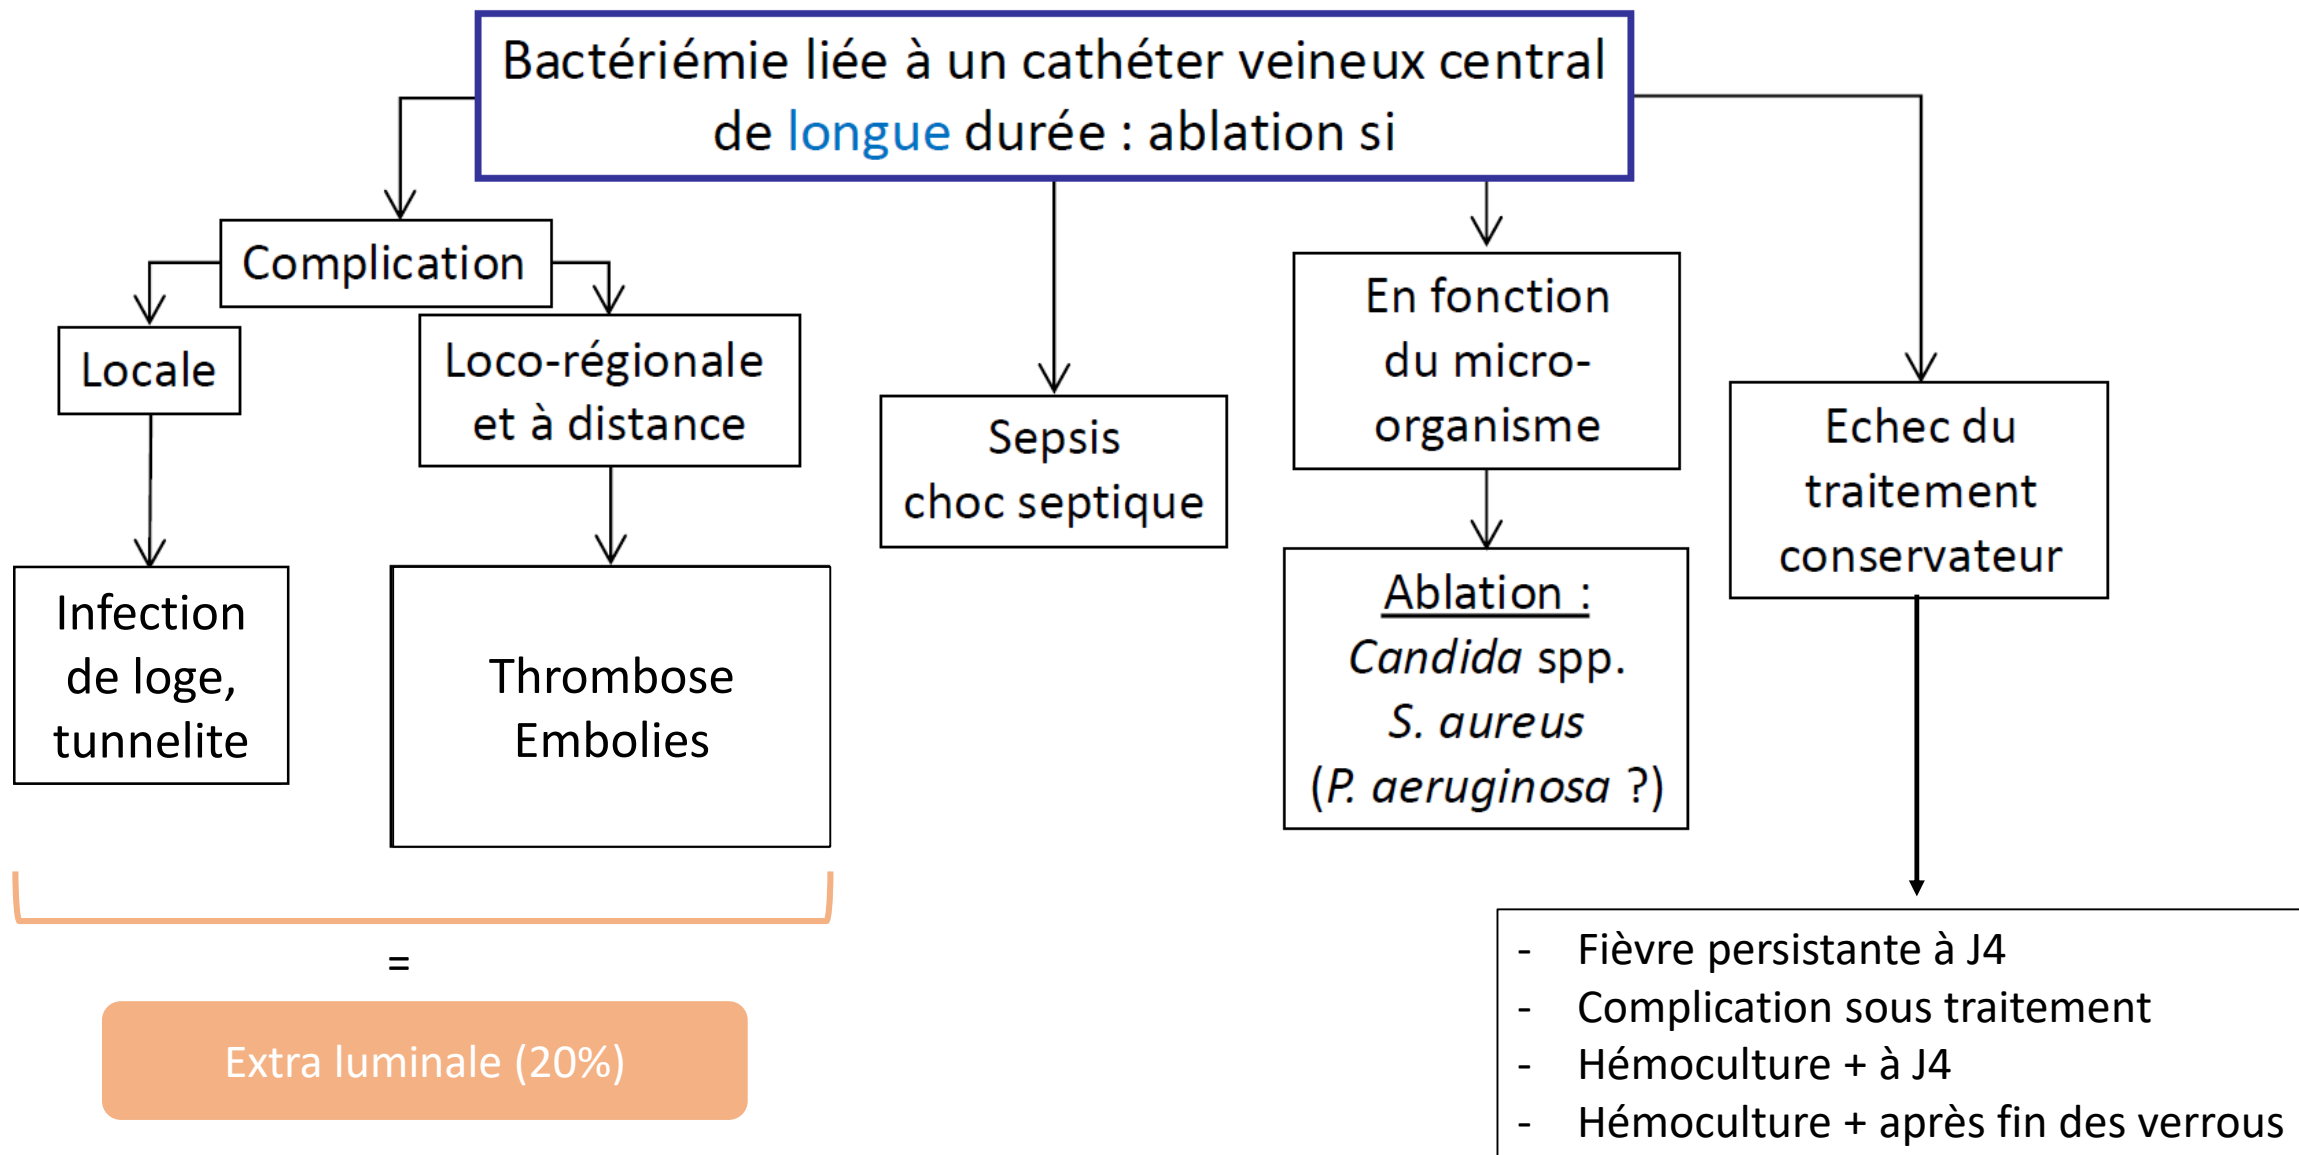 Bactériémie liée à un cathéter veineux central
de longue durée : ablation si
Complication
Locale
Loco-régionale
et à distance
Infection
de loge,
tunnelite
Thrombose
Embolies
=
Extra luminale (20%)
Sepsis
choc septique
En fonction
du micro-
organisme
Ablation :
Candida spp.
S. aureus
(P. aeruginosa ?)
Echec du
traitement
conservateur
- Fièvre persistante à J4
- Complication sous traitement
- Hémoculture + à J4
- Hémoculture + après fin des verrous